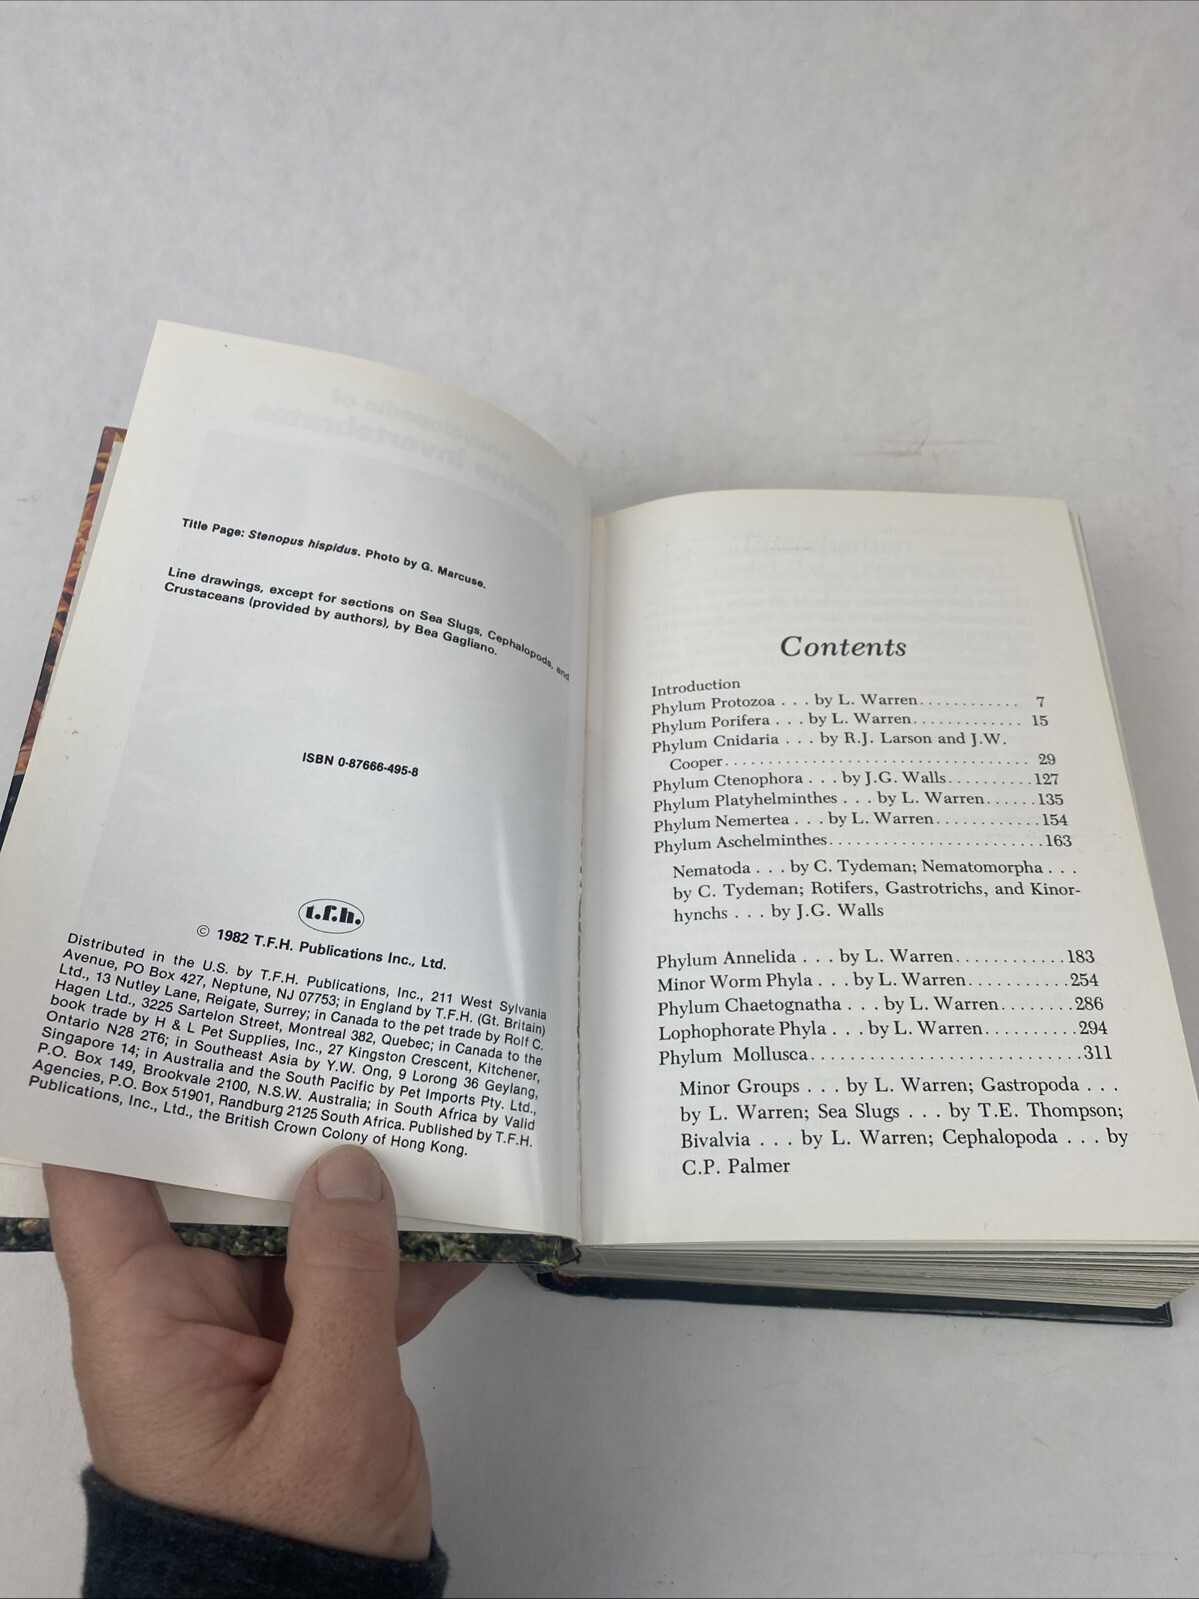 Title Page: Stenopus hispidus. Photo by G. Marcuse.
Line drawings, except for sections on Sea Slugs, Cephalopods, and
Crustaceans (provided by authors), by Bea Gagliano.
ISBN 0-87666-495-8
t.f.h.
© 1982 T.F.H. Publications Inc., Ltd.
Distributed in the U.S. by T.F.H. Publications, Inc., 211 West Sylvania
Avenue, PO Box 427, Neptune, NJ 07753; in England by T.F.H. (Gt. Britain)
Ltd., 13 Nutley Lane, Reigate, Surrey; in Canada to the pet trade by Rolf C.
Hagen Ltd., 3225 Sartelon Street, Montreal 382, Quebec; in Canada to the
book trade by H & L Pet Supplies, Inc., 27 Kingston Crescent, Kitchener,
Ontario N28 2T6; in Southeast Asia by Y.W. Ong, 9 Lorong 36 Geylang,
Singapore 14; in Australia and the South Pacific by Pet Imports Pty. Ltd.,
P.O. Box 149, Brookvale 2100, N.S.W. Australia; in South Africa by Valid
Agencies, P.O. Box 51901, Randburg 2125 South Africa. Published by T.F.H.
Publications, Inc., Ltd., the British Crown Colony of Hong Kong.
Contents
Introduction
Phylum Protozoa . . . by L. Warren............ 7
Phylum Porifera . . . by L. Warren............. 15
Phylum Cnidaria . . . by R.J. Larson and J.W.
Cooper.................................. 29
Phylum Ctenophora . . . by J.G. Walls..........127
Phylum Platyhelminthes . . . by L. Warren......135
Phylum Nemertea . . . by L. Warren............154
Phylum Aschelminthes........................163
Nematoda . . . by C. Tydeman; Nematomorpha . . .
by C. Tydeman; Rotifers, Gastrotrichs, and Kinor-
hynchs . . . by J.G. Walls
Phylum Annelida . . . by L. Warren............183
Minor Worm Phyla . . . by L. Warren...........254
Phylum Chaetognatha . . . by L. Warren........286
Lophophorate Phyla . . . by L. Warren.........294
Phylum Mollusca.............................311
Minor Groups . . . by L. Warren; Gastropoda . . .
by L. Warren; Sea Slugs . . . by T.E. Thompson;
Bivalvia . . . by L. Warren; Cephalopoda . . . by
C.P. Palmer